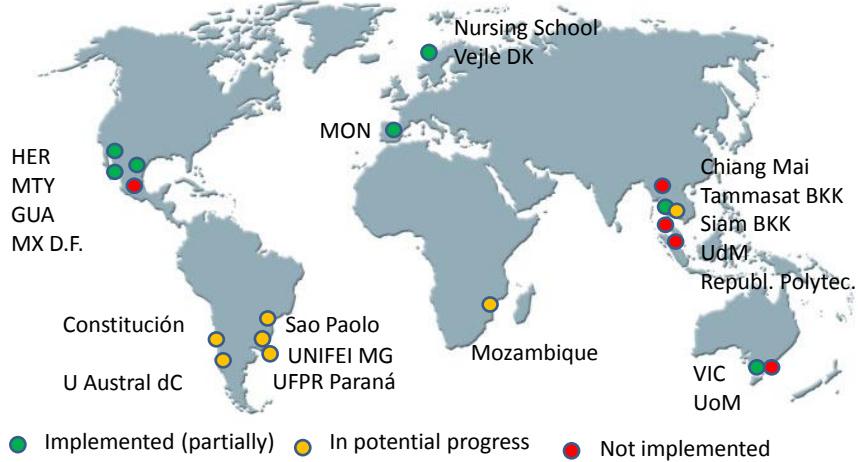 Nursing School
Vejle DK
MON
HER
MTY
GUA
MX D.F.
Chiang Mai
Tammasat BKK
Siam BKK
UdM
Republ. Polytec.
Constitución
Sao Paolo
UNIFEI MG
U Austral dC
UFPR Paraná
Mozambique
VIC
UoM
Implemented (partially)
In potential progress
Not implemented